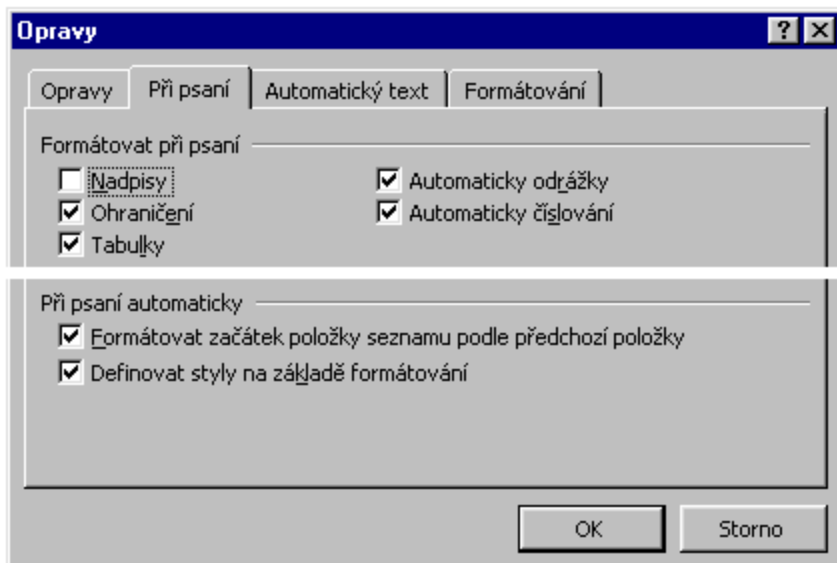 Opravy
Opravy Při psaní Automatický text Formátování
Formátovat při psaní
Nadpisy Automaticky odrážky
Ohraničení Automaticky číslování
Tabulky
Při psaní automaticky
Formátovat začátek položky seznamu podle předchozí položky
Definovat styly na základě formátování
OK Storno